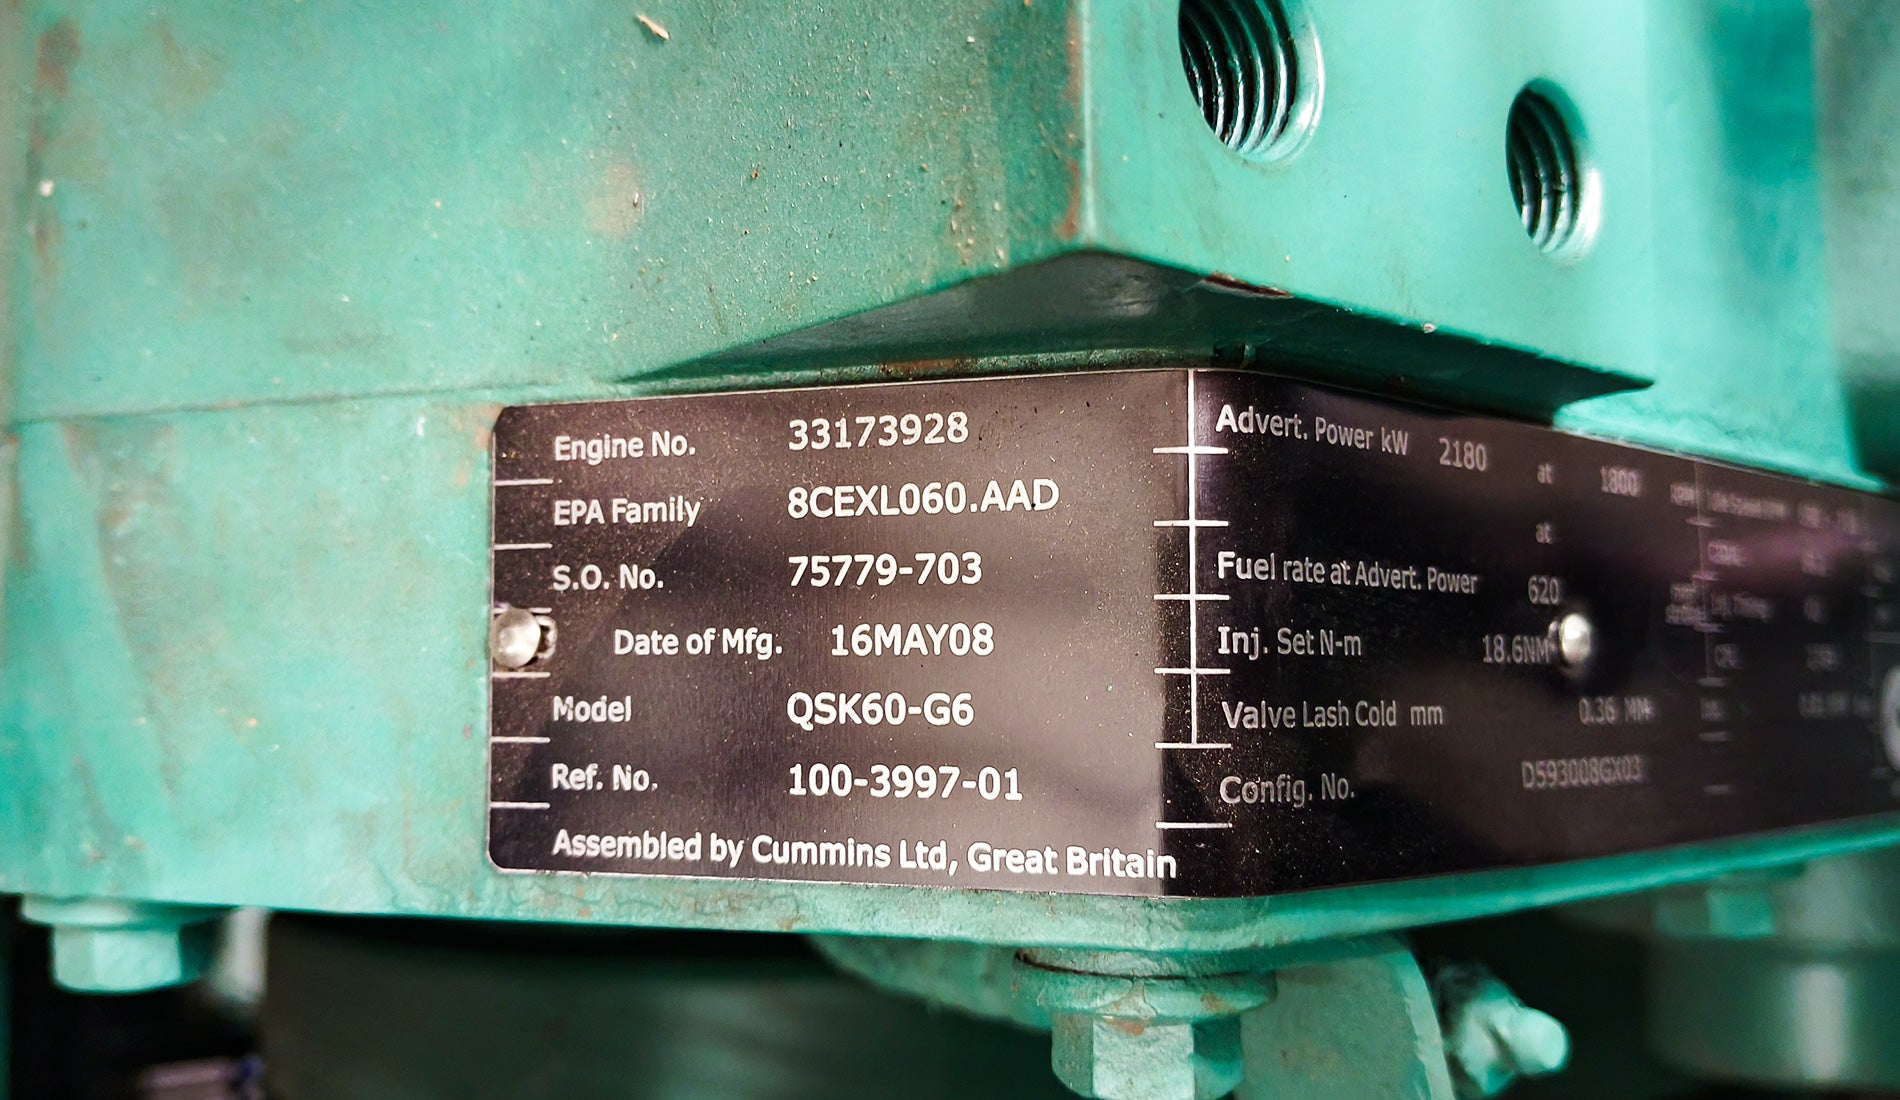 Engine No. 33173928
EPA Family 8CEXL060.AAD
S.O. No. 75779-703
Date of Mfg. 16MAY08
Model QSK60-G6
Ref. No. 100-3997-01
Assembled by Cummins Ltd, Great Britain
Advert. Power kW 2180 at 1800
at
Fuel rate at Advert. Power 620
Inj. Set N-m 18.6NM
Valve Lash Cold mm 0.36 MM
Config. No. D593008GX03